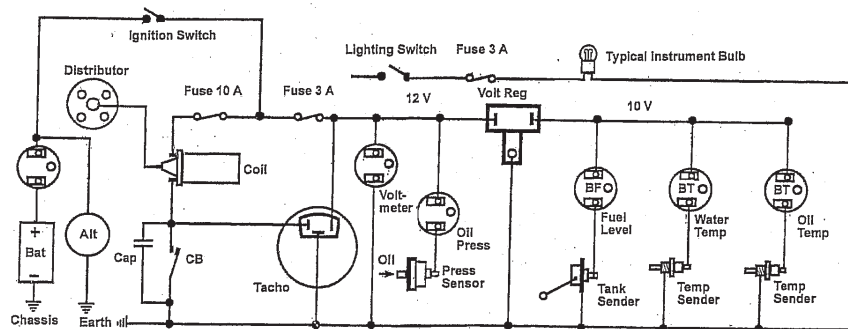 Ignition Switch
Distributor
Fuse 10 A
Fuse 3 A
Lighting Switch
Fuse 3 A
Typical Instrument Bulb
12 V
Volt Reg
10 V
Coil
Volt-
meter
Oil
Press
BF
Fuel
Level
BT
Water
Temp
BT
Oil
Temp
+
Bat
−
Alt
Cap
CB
Tacho
Oil
Press
Sensor
Tank
Sender
Temp
Sender
Temp
Sender
Chassis
Earth